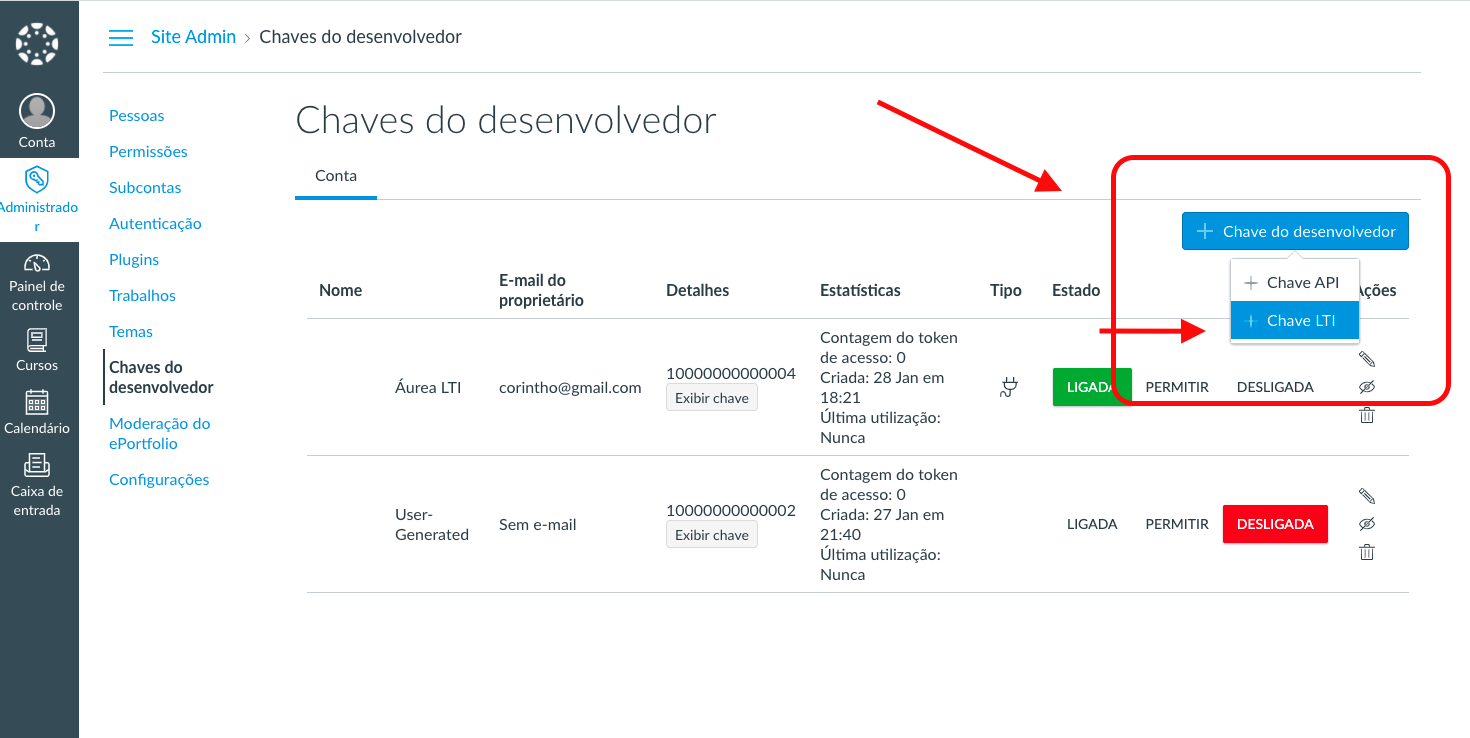 Site Admin › Chaves do desenvolvedor
Conta
Administrado
r
Painel de
controle
Cursos
Calendário
Caixa de
entrada
Pessoas
Permissões
Subcontas
Autenticação
Plugins
Trabalhos
Temas
Chaves do
desenvolvedor
Moderação do
ePortfolio
Configurações
Chaves do desenvolvedor
Conta
+ Chave do desenvolvedor
+ Chave API
+ Chave LTI
Nome
E-mail do
proprietário
Detalhes
Estatísticas
Tipo
Estado
Ações
Áurea LTI
corintho@gmail.com
10000000000004
Exibir chave
Contagem do token
de acesso: 0
Criada: 28 Jan em
18:21
Última utilização:
Nunca
LIGADA
PERMITIR
DESLIGADA
User-
Generated
Sem e-mail
10000000000002
Exibir chave
Contagem do token
de acesso: 0
Criada: 27 Jan em
21:40
Última utilização:
Nunca
LIGADA
PERMITIR
DESLIGADA